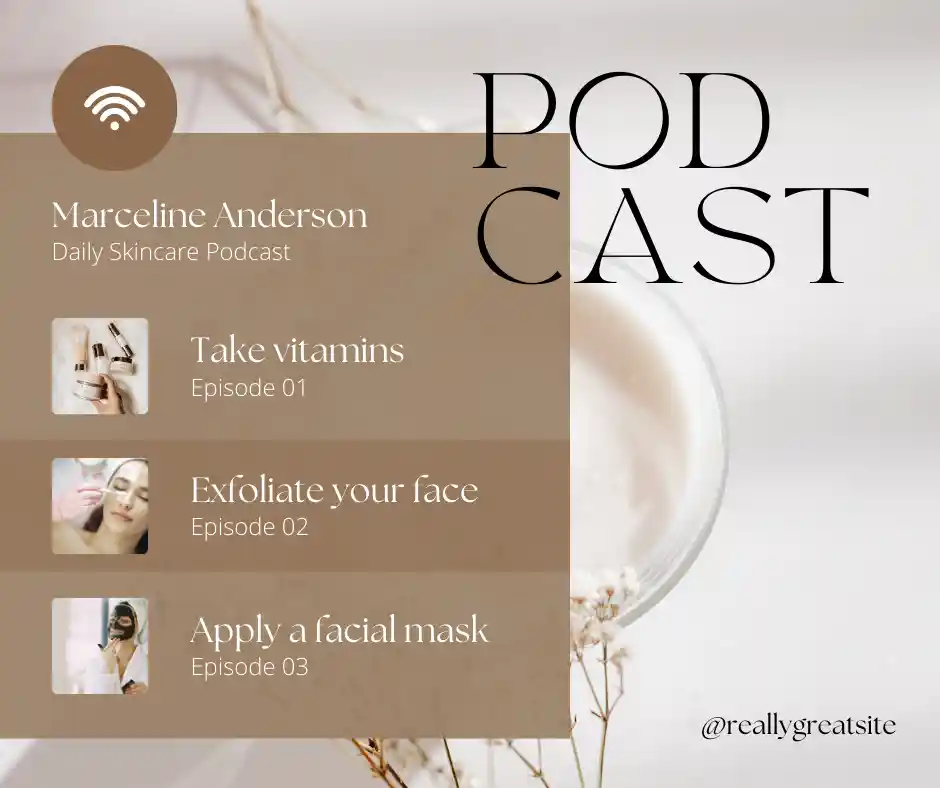 POD
CAST
Marceline Anderson
Daily Skincare Podcast
Take vitamins
Episode 01
Exfoliate your face
Episode 02
Apply a facial mask
Episode 03
@reallygreatsite